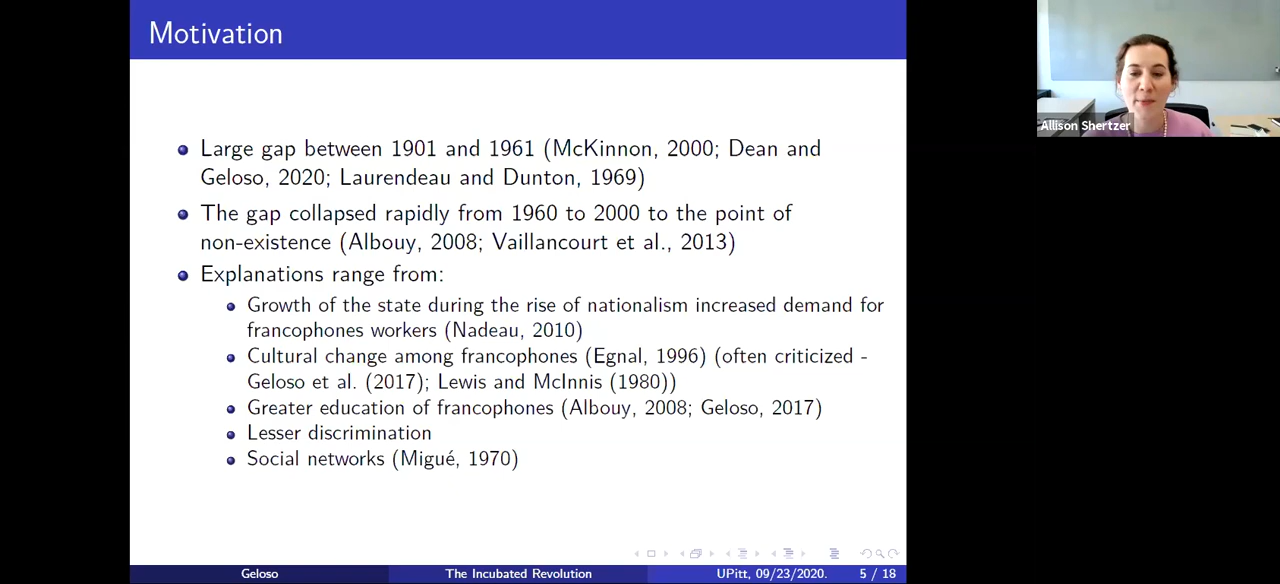 Motivation
Large gap between 1901 and 1961 (McKinnon, 2000; Dean and
Geloso, 2020; Laurendeau and Dunton, 1969)
The gap collapsed rapidly from 1960 to 2000 to the point of
non-existence (Albouy, 2008; Vaillancourt et al., 2013)
Explanations range from:
Growth of the state during the rise of nationalism increased demand for
francophones workers (Nadeau, 2010)
Cultural change among francophones (Egnal, 1996) (often criticized -
Geloso et al. (2017); Lewis and McInnis (1980))
Greater education of francophones (Albouy, 2008; Geloso, 2017)
Lesser discrimination
Social networks (Migué, 1970)
Geloso
The Incubated Revolution
UPitt, 09/23/2020.
5 / 18
Allison Shertzer